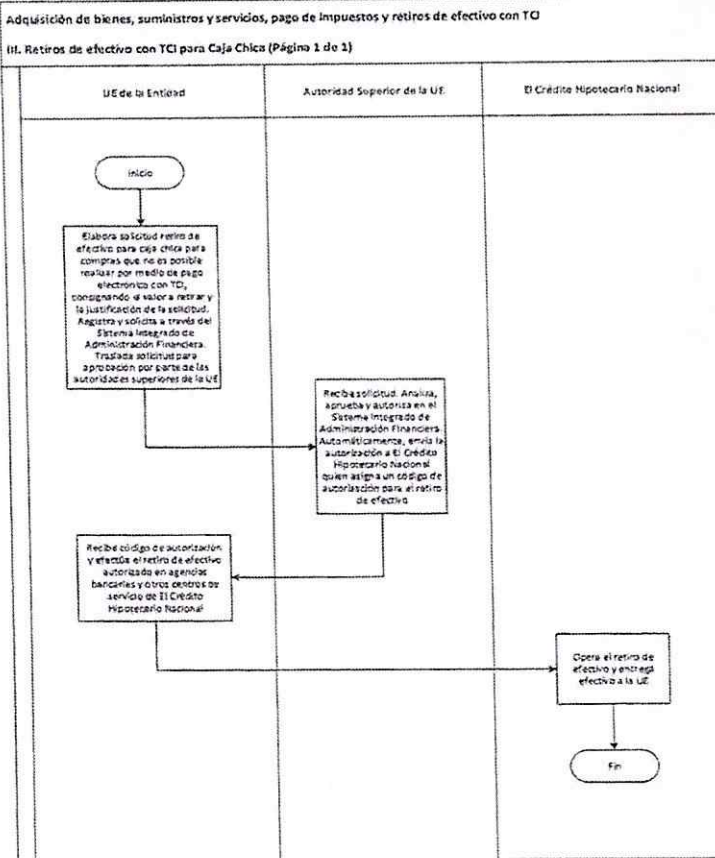 Adquisición de bienes, suministros y servicios, pago de impuestos y retiros de efectivo con TCI
III. Retiros de efectivo con TCI para Caja Chica (Página 1 de 1)
UE de la Entidad
Autoridad Superior de la UE
El Crédito Hipotecario Nacional
Inicio
Elabora solicitud retiro de
efectivo para caja chica para
compras que no es posible
realizar por medio de pago
electrónico con TCI,
consignando el valor a retirar y
la justificación de la solicitud.
Registra y solicita a través del
Sistema Integrado de
Administración Financiera.
Traslada solicitud para
aprobación por parte de las
autoridades superiores de la UE
Recibe solicitud. Analiza,
aprueba y autoriza en el
Sistema Integrado de
Administración Financiera.
Automáticamente, envía la
autorización a El Crédito
Hipotecario Nacional
quien asigna un código de
autorización para el retiro
de efectivo
Recibe código de autorización
y efectúa el retiro de efectivo
autorizado en agencias
bancarias y otros centros de
servicio de El Crédito
Hipotecario Nacional
Opera el retiro de
efectivo y entrega
efectivo a la UE
Fin